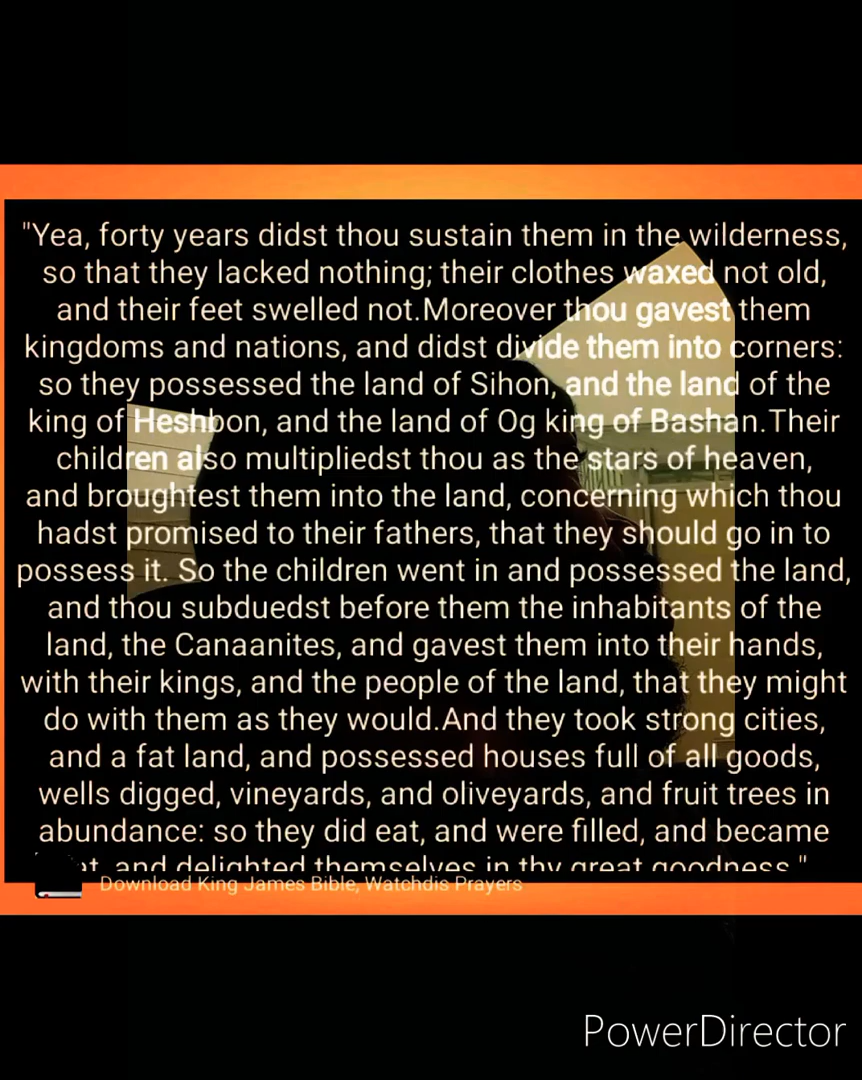 "Yea, forty years didst thou sustain them in the wilderness,
so that they lacked nothing; their clothes waxed not old,
and their feet swelled not.Moreover thou gavest them
kingdoms and nations, and didst divide them into corners:
so they possessed the land of Sihon, and the land of the
king of Heshbon, and the land of Og king of Bashan.Their
children also multipliedst thou as the stars of heaven,
and broughtest them into the land, concerning which thou
hadst promised to their fathers, that they should go in to
possess it. So the children went in and possessed the land,
and thou subduedst before them the inhabitants of the
land, the Canaanites, and gavest them into their hands,
with their kings, and the people of the land, that they might
do with them as they would.And they took strong cities,
and a fat land, and possessed houses full of all goods,
wells digged, vineyards, and oliveyards, and fruit trees in
abundance: so they did eat, and were filled, and became
and delighted themselves in thy great goodness."
Download King James Bible, Watchdis Prayers
PowerDirector